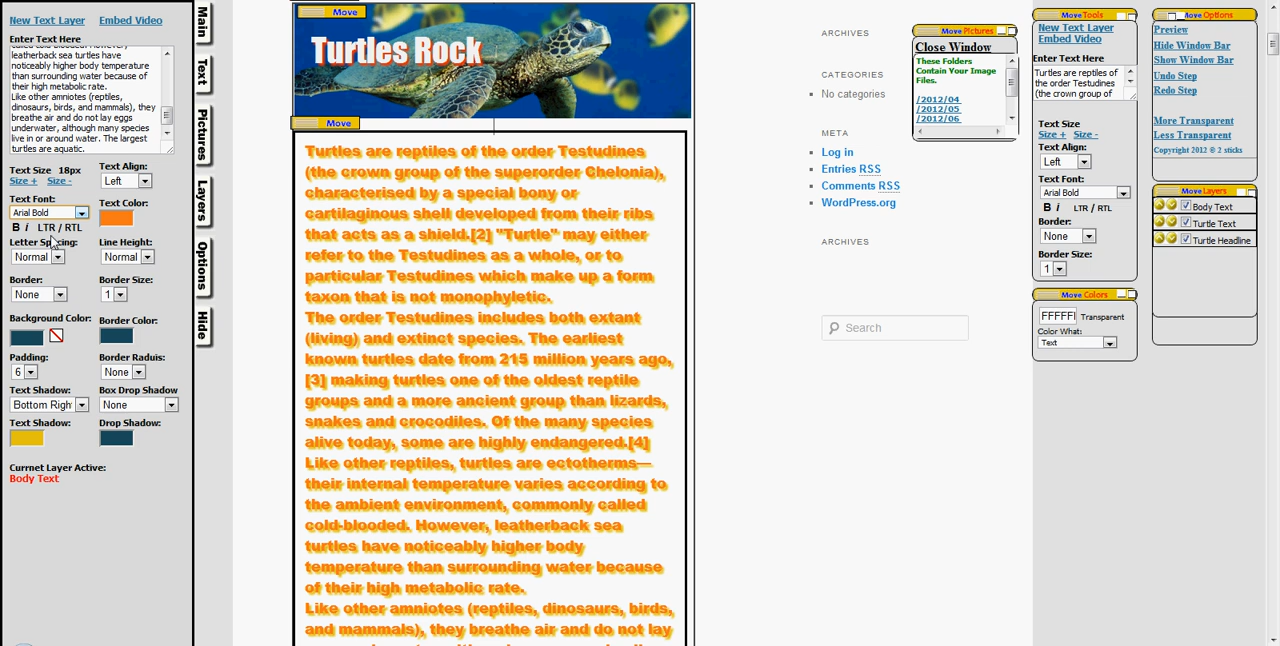 New Text Layer
Embed Video
Enter Text Here
leatherback sea turtles have
noticeably higher body temperature
than surrounding water because of
their high metabolic rate.
Like other amniotes (reptiles,
dinosaurs, birds, and mammals), they
breathe air and do not lay eggs
underwater, although many species
live in or around water. The largest
turtles are aquatic.
Text Size 18px
Size + Size -
Text Align:
Left
Text Font:
Arial Bold
B i LTR / RTL
Text Color:
Letter Spacing:
Normal
Line Height:
Normal
Border:
None
Border Size:
1
Background Color:
Border Color:
Padding:
6
Border Raduis:
None
Text Shadow:
Bottom Righ
Box Drop Shadow
None
Text Shadow:
Drop Shadow:
Currnet Layer Active:
Body Text
Main
Text
Pictures
Layers
Options
Hide
Move
Turtles Rock
Move
Turtles are reptiles of the order Testudines
(the crown group of the superorder Chelonia),
characterised by a special bony or
cartilaginous shell developed from their ribs
that acts as a shield.[2] "Turtle" may either
refer to the Testudines as a whole, or to
particular Testudines which make up a form
taxon that is not monophyletic.
The order Testudines includes both extant
(living) and extinct species. The earliest
known turtles date from 215 million years ago,
[3] making turtles one of the oldest reptile
groups and a more ancient group than lizards,
snakes and crocodiles. Of the many species
alive today, some are highly endangered.[4]
Like other reptiles, turtles are ectotherms—
their internal temperature varies according to
the ambient environment, commonly called
cold-blooded. However, leatherback sea
turtles have noticeably higher body
temperature than surrounding water because
of their high metabolic rate.
Like other amniotes (reptiles, dinosaurs, birds,
and mammals), they breathe air and do not lay
ARCHIVES
CATEGORIES
No categories
META
Log in
Entries RSS
Comments RSS
WordPress.org
ARCHIVES
Search
Move Pictures
Close Window
These Folders
Contain Your Image
Files.
/2012/04
/2012/05
/2012/06
Move Tools
New Text Layer
Embed Video
Enter Text Here
Turtles are reptiles of
the order Testudines
(the crown group of
Text Size
Size + Size -
Text Align:
Left
Text Font:
Arial Bold
B i LTR / RTL
Border:
None
Border Size:
1
Move Colors
FFFFF
Transparent
Color What:
Text
Move Options
Preview
Hide Window Bar
Show Window Bar
Undo Step
Redo Step
More Transparent
Less Transparent
Copyright 2012 ® 2 sticks
Move Layers
Body Text
Turtle Text
Turtle Headline